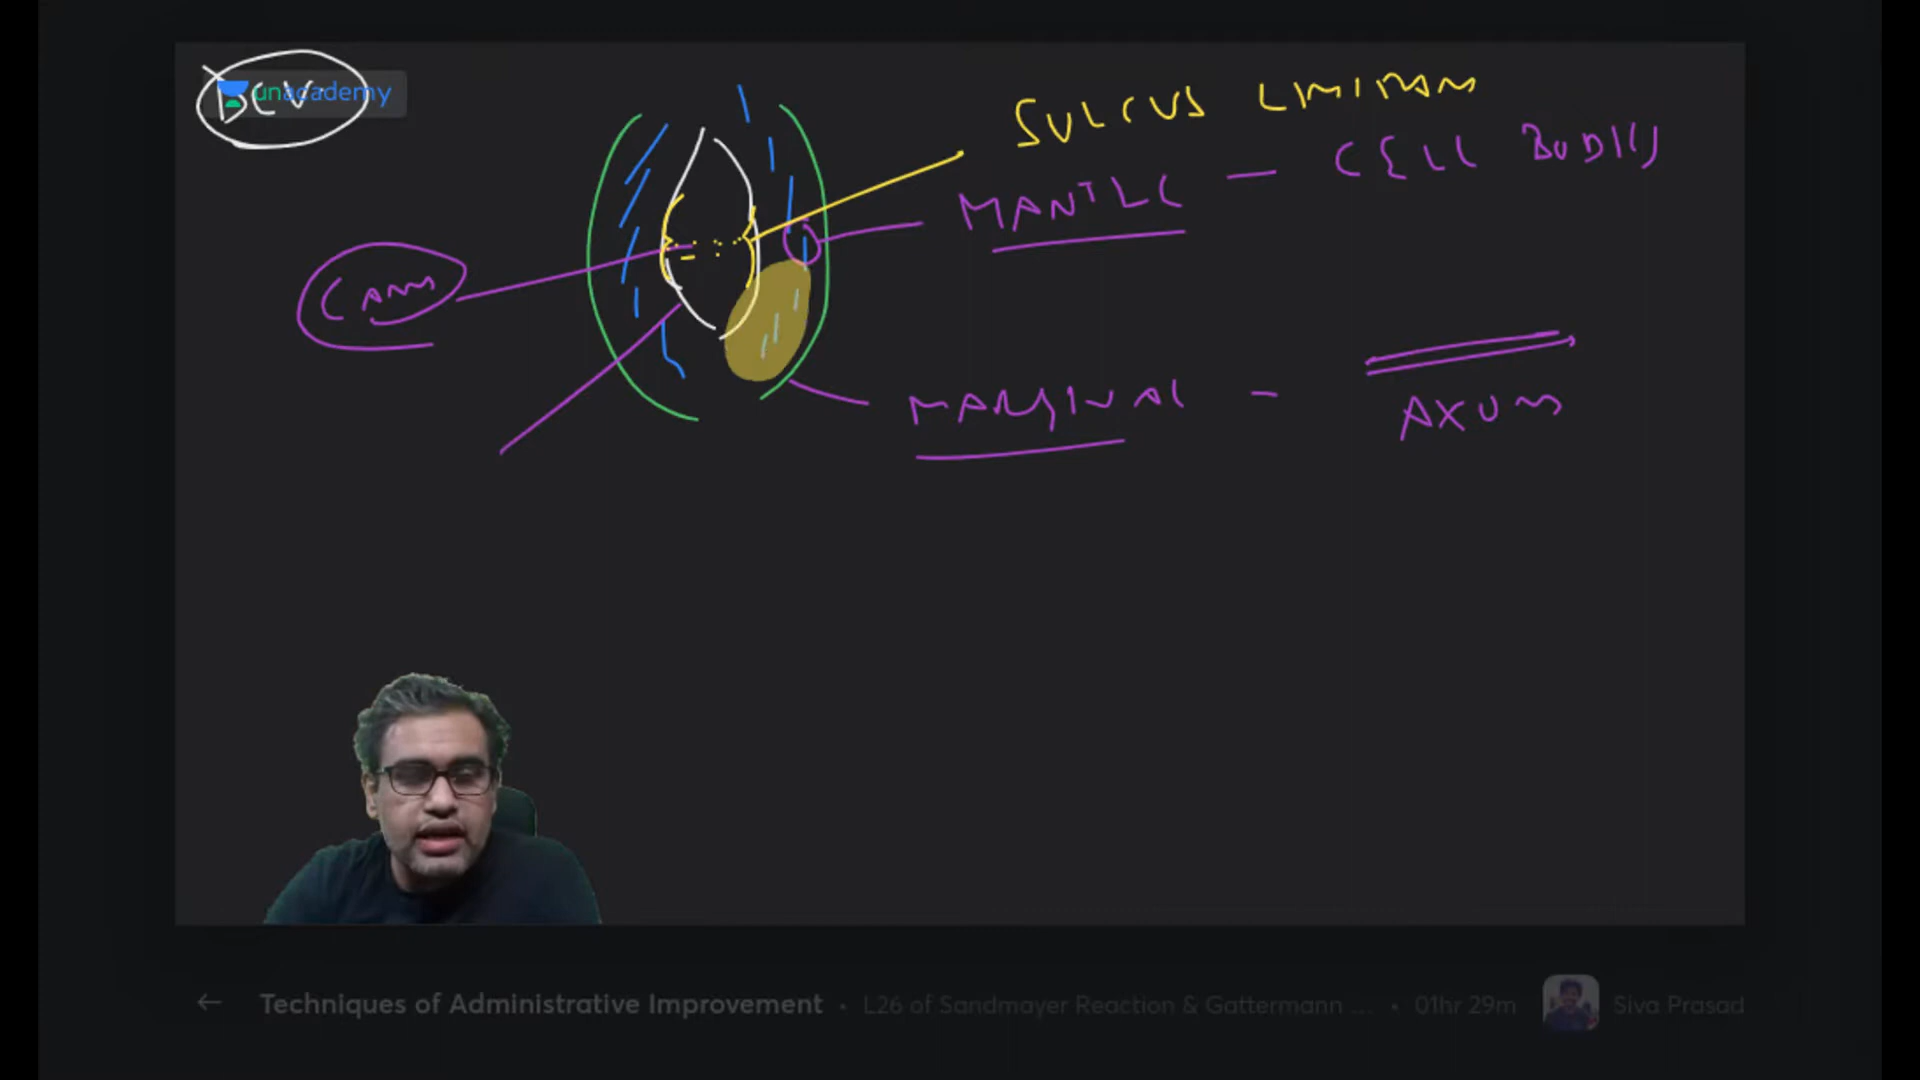 DEV
unacademy
SULCUS LIMITANS
MANTLE - CELL BODIES
CANAL
MARGINAL - AXONS
← Techniques of Administrative Improvement • L26 of Sandmayer Reaction & Gattermann ... • 01hr 29m Siva Prasad